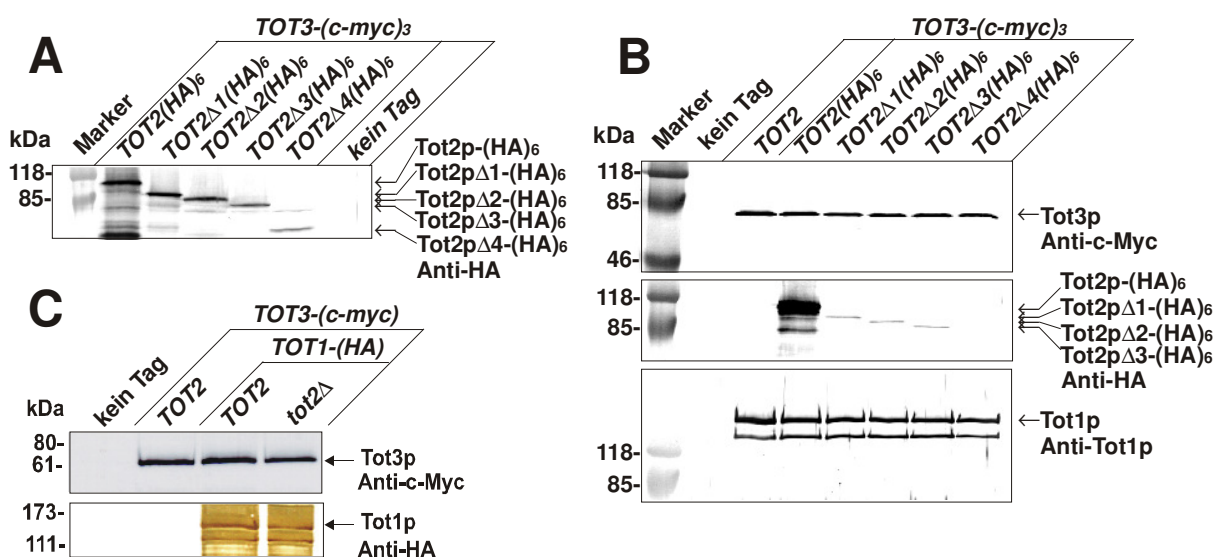 A
TOT3-(c-myc)₃
Marker
TOT2(HA)₆
TOT2Δ1(HA)₆
TOT2Δ2(HA)₆
TOT2Δ3(HA)₆
TOT2Δ4(HA)₆
kein Tag
kDa
118-
85-
Tot2p-(HA)₆
Tot2pΔ1-(HA)₆
Tot2pΔ2-(HA)₆
Tot2pΔ3-(HA)₆
Tot2pΔ4-(HA)₆
Anti-HA
B
TOT3-(c-myc)₃
Marker
kein Tag
TOT2
TOT2(HA)₆
TOT2Δ1(HA)₆
TOT2Δ2(HA)₆
TOT2Δ3(HA)₆
TOT2Δ4(HA)₆
kDa
118-
85-
46-
Tot3p
Anti-c-Myc
118-
85-
Tot2p-(HA)₆
Tot2pΔ1-(HA)₆
Tot2pΔ2-(HA)₆
Tot2pΔ3-(HA)₆
Anti-HA
118-
85-
Tot1p
Anti-Tot1p
C
TOT3-(c-myc)
TOT1-(HA)
kein Tag
TOT2
TOT2
tot2Δ
kDa
80-
61-
Tot3p
Anti-c-Myc
173-
111-
Tot1p
Anti-HA